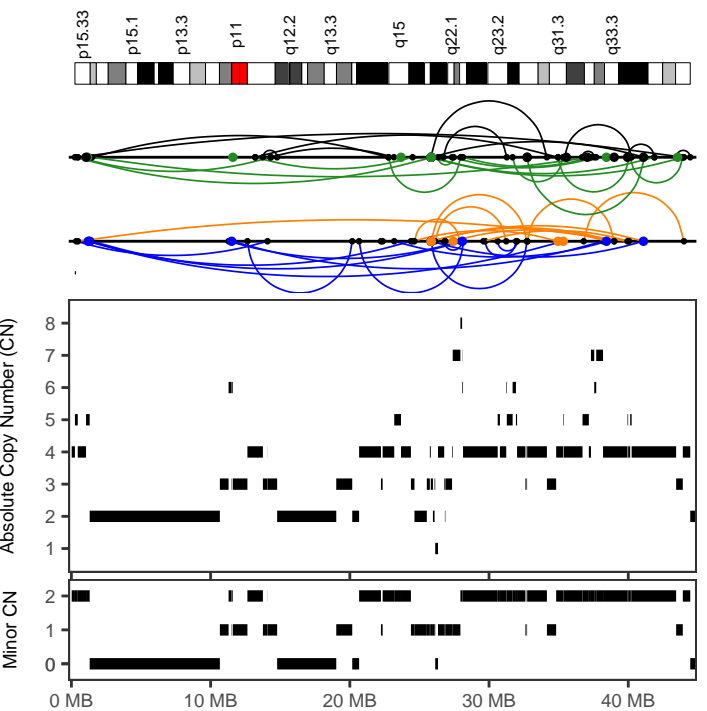 p15.33 p15.1 p13.3 p11 q12.2 q13.3 q15 q22.1 q23.2 q31.3 q33.3
Absolute Copy Number (CN)
8
7
6
5
4
3
2
1
Minor CN
2
1
0
0 MB 10 MB 20 MB 30 MB 40 MB